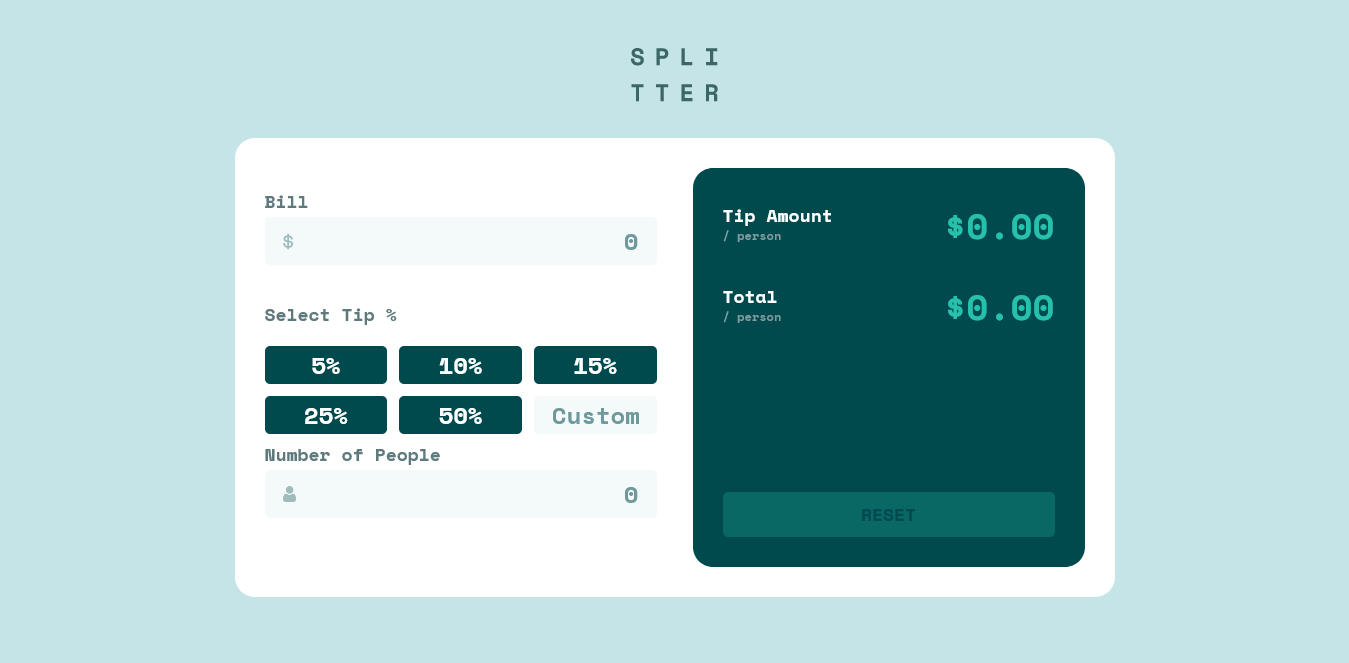 SPLI
TTER
Bill
$ 0
Select Tip %
5% 10% 15%
25% 50% Custom
Number of People
0
Tip Amount
/ person
$0.00
Total
/ person
$0.00
RESET